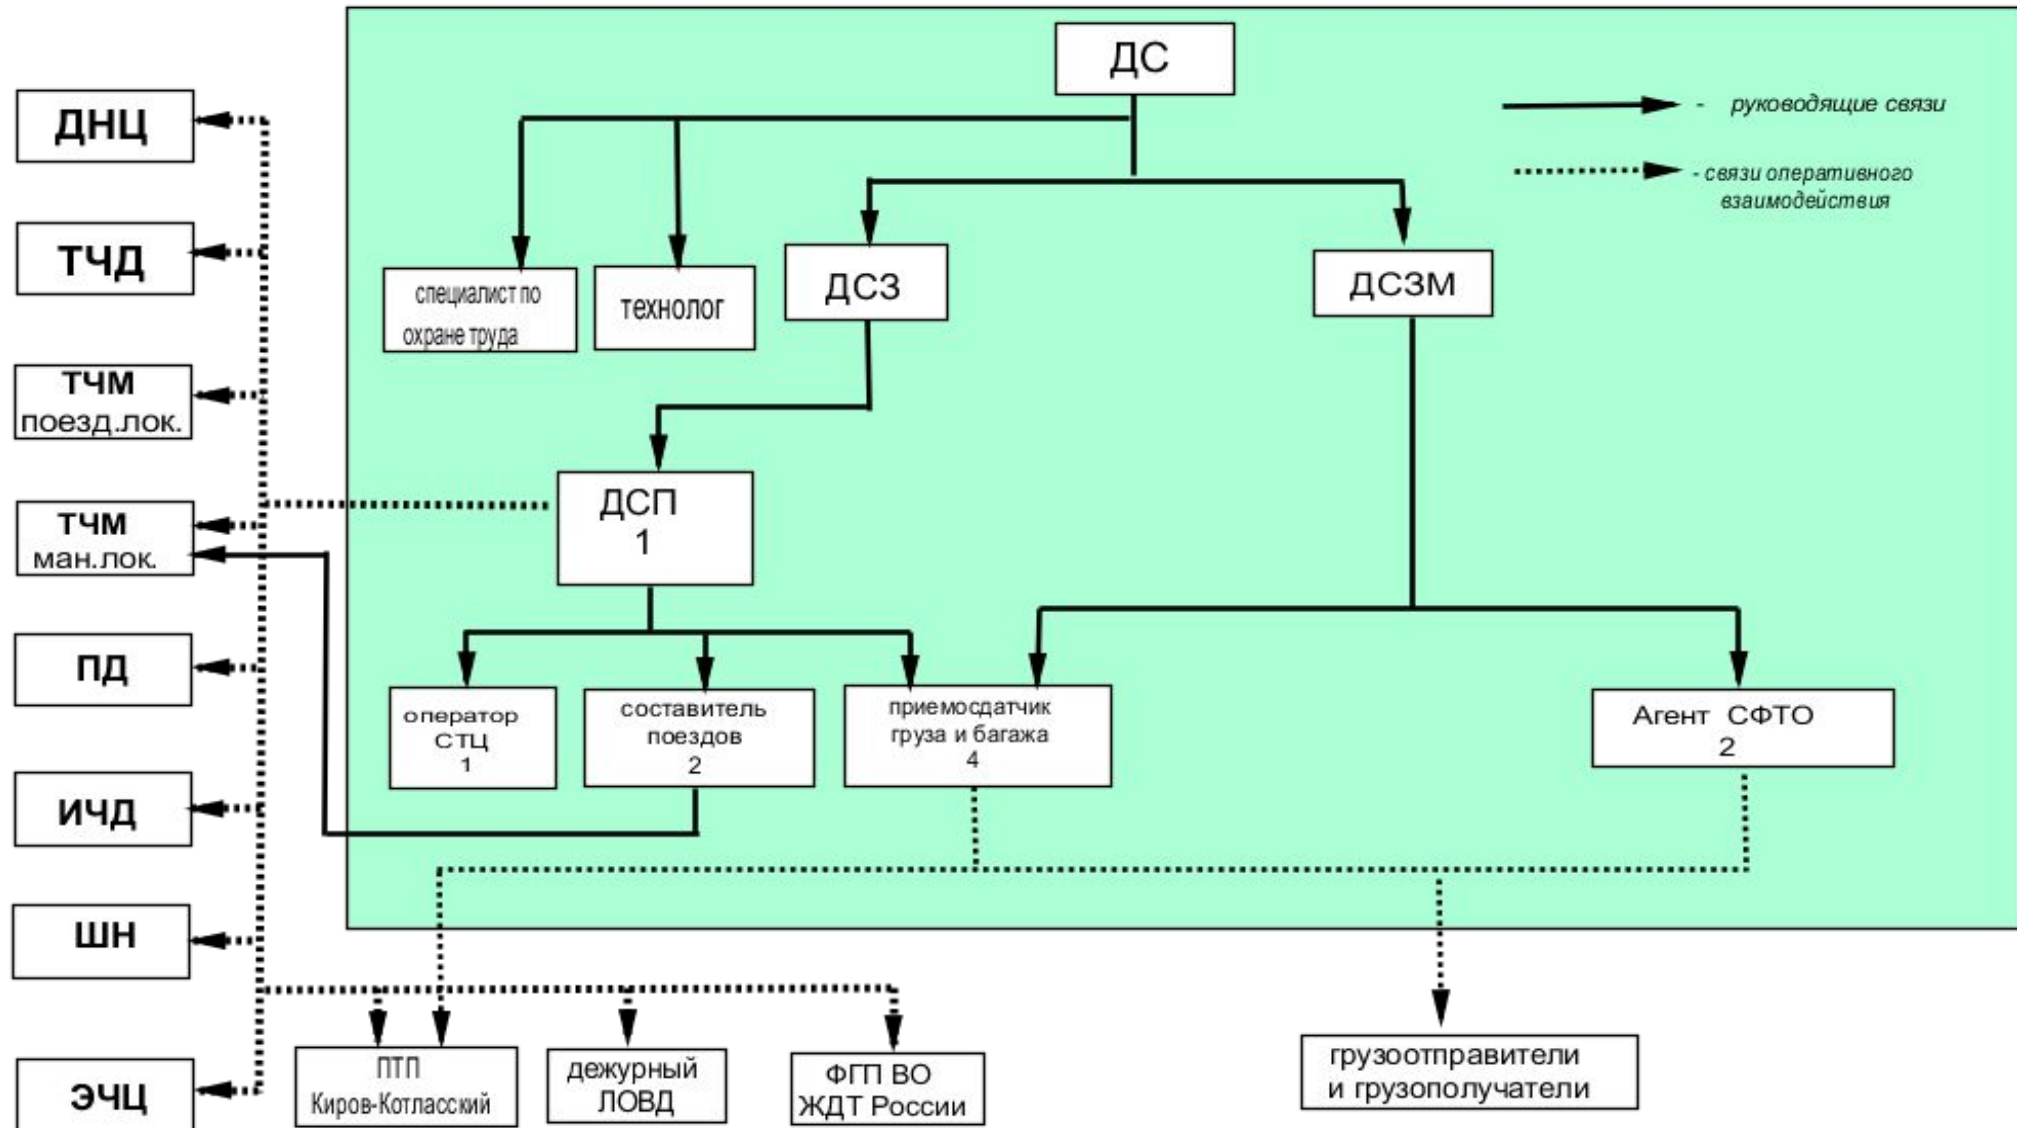 ДС
- руководящие связи
- связи оперативного
взаимодействия
ДНЦ
ТЧД
ТЧМ
поезд.лок.
ТЧМ
ман.лок.
ПД
ИЧД
ШН
ЭЧЦ
специалист по
охране труда
технолог
ДСЗ
ДСЗМ
ДСП
1
оператор
СТЦ
1
составитель
поездов
2
приемосдатчик
груза и багажа
4
Агент СФТО
2
ПТП
Киров-Котласский
дежурный
ЛОВД
ФГП ВО
ЖДТ России
грузоотправители
и грузополучатели